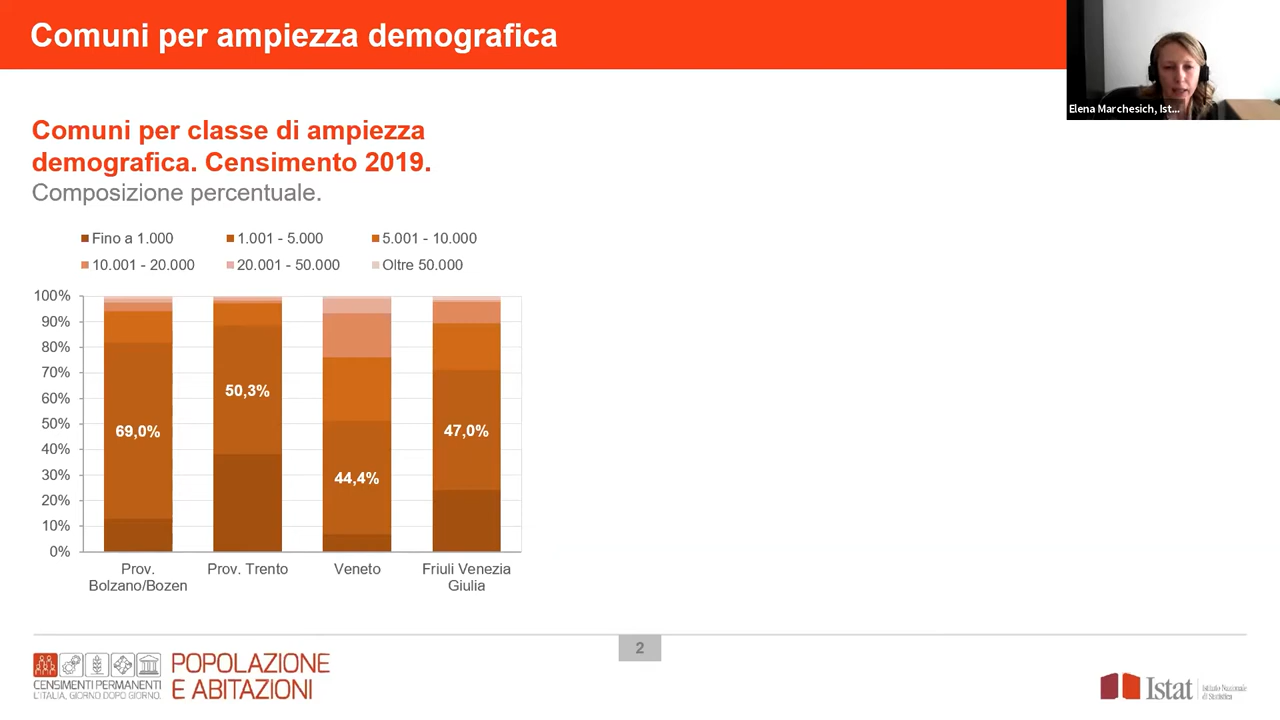 Comuni per ampiezza demografica
Elena Marchesich, Ist...
Comuni per classe di ampiezza
demografica. Censimento 2019.
Composizione percentuale.
Fino a 1.000
1.001 - 5.000
5.001 - 10.000
10.001 - 20.000
20.001 - 50.000
Oltre 50.000
100%
90%
80%
70%
60%
50%
40%
30%
20%
10%
0%
69,0%
50,3%
44,4%
47,0%
Prov.
Bolzano/Bozen
Prov. Trento
Veneto
Friuli Venezia
Giulia
2
CENSIMENTI PERMANENTI
L'ITALIA, GIORNO DOPO GIORNO.
POPOLAZIONE
E ABITAZIONI
Istat
Istituto Nazionale
di Statistica